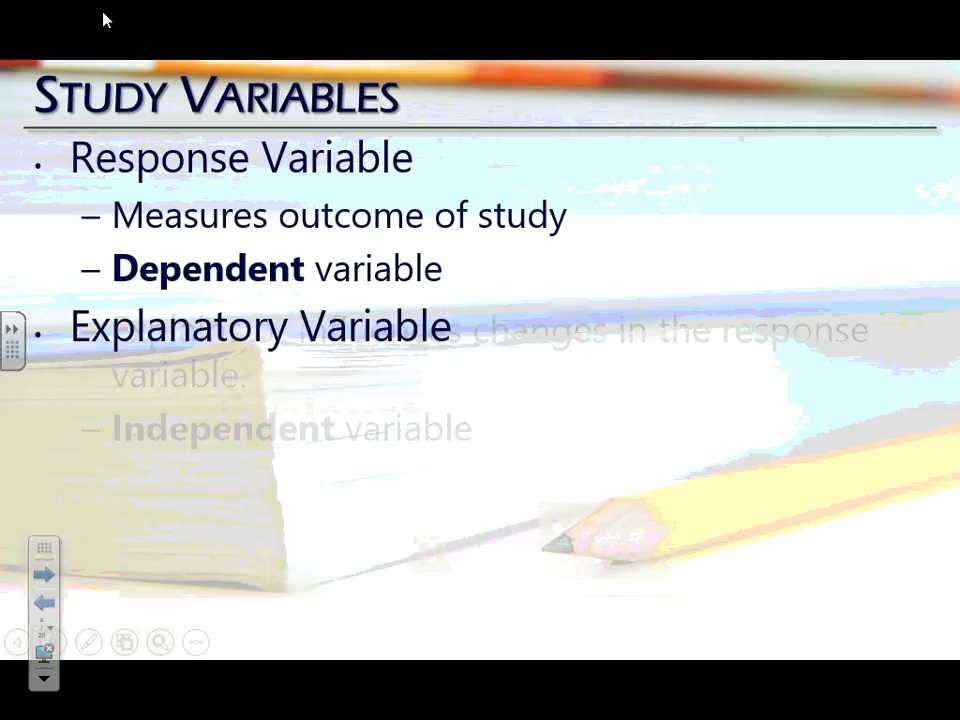 STUDY VARIABLES
• Response Variable
– Measures outcome of study
– Dependent variable
• Explanatory Variable
changes in the response
variable.
– Independent variable